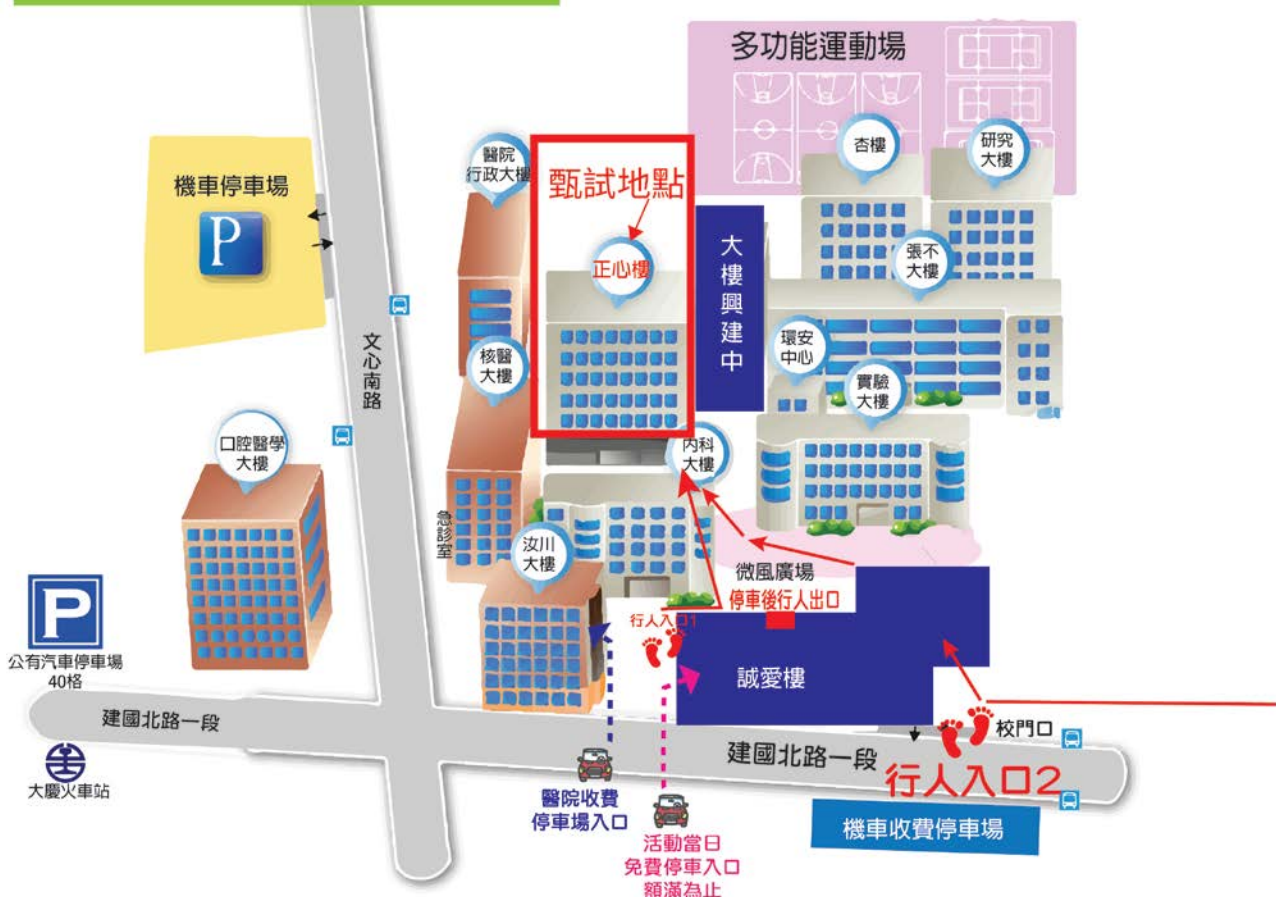 多功能運動場
杏樓
研究
大樓
醫院
行政大樓
甄試地點
機車停車場
P
正心樓
大樓興建中
張不
大樓
文心南路
核醫
大樓
環安
中心
實驗
大樓
口腔醫學
大樓
內科
大樓
急診室
汝川
大樓
微風廣場
停車後行人出口
行人入口1
P
公有汽車停車場
40格
誠愛樓
建國北路一段
校門口
建國北路一段
行人入口2
大慶火車站
醫院收費
停車場入口
機車收費停車場
活動當日
免費停車入口
額滿為止